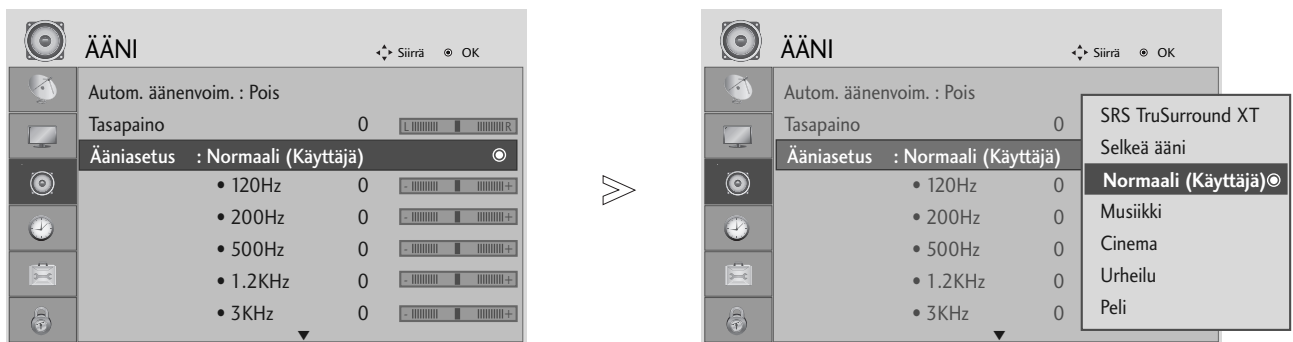 ÄÄNI
Siirrä ◉ OK
Autom. äänenvoim. : Pois
Tasapaino 0 L R
Ääniasetus : Normaali (Käyttäjä) ◉
• 120Hz 0 - +
• 200Hz 0 - +
• 500Hz 0 - +
• 1.2KHz 0 - +
• 3KHz 0 - +
ÄÄNI
Siirrä ◉ OK
Autom. äänenvoim. : Pois
Tasapaino 0
Ääniasetus : Normaali (Käyttäjä)
• 120Hz 0
• 200Hz 0
• 500Hz 0
• 1.2KHz 0
• 3KHz 0
SRS TruSurround XT
Selkeä ääni
Normaali (Käyttäjä)◉
Musiikki
Cinema
Urheilu
Peli